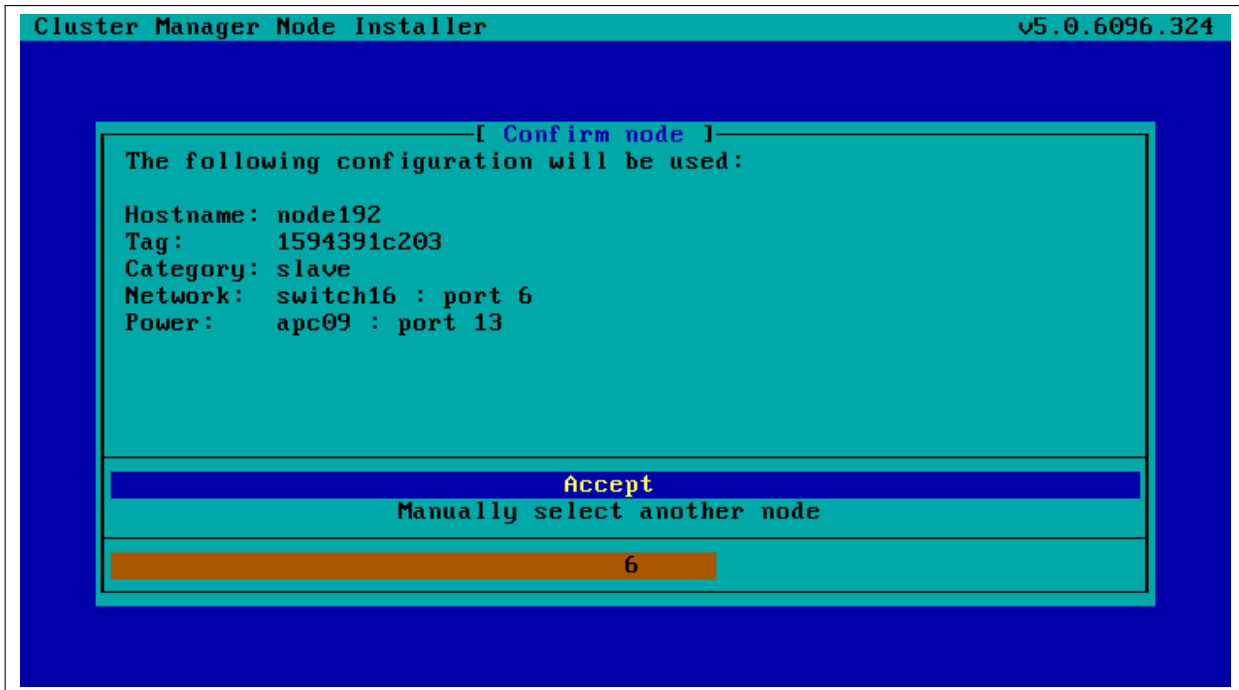 Cluster Manager Node Installer v5.0.6096.324
[ Confirm node ]
The following configuration will be used:
Hostname: node192
Tag: 1594391c203
Category: slave
Network: switch16 : port 6
Power: apc09 : port 13
Accept
Manually select another node
6